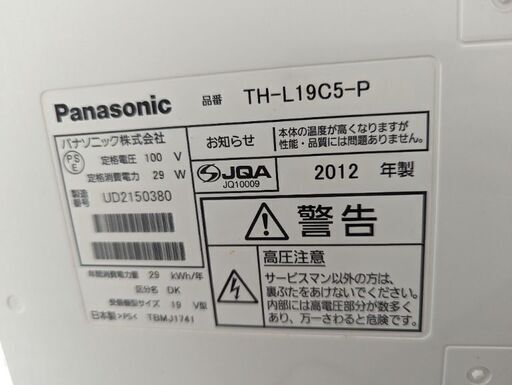 Panasonic 品番 TH-L19C5-P
パナソニック株式会社
PS E
定格電圧 100 V
定格消費電力 29 W
製造番号 UD2150380
お知らせ
本体の温度が高くなりますが
性能・品質には問題ありません。
JQA
JQ10009
2012 年製
警告
高圧注意
サービスマン以外の方は、
裏ぶたをあけないでください。
内部には高電圧部分が数多く
あり、万一さわると危険です。
年間消費電力量 29 kWh/年
区分名 DK
受信機型サイズ 19 V型
日本製 >PS< TBMJ1741